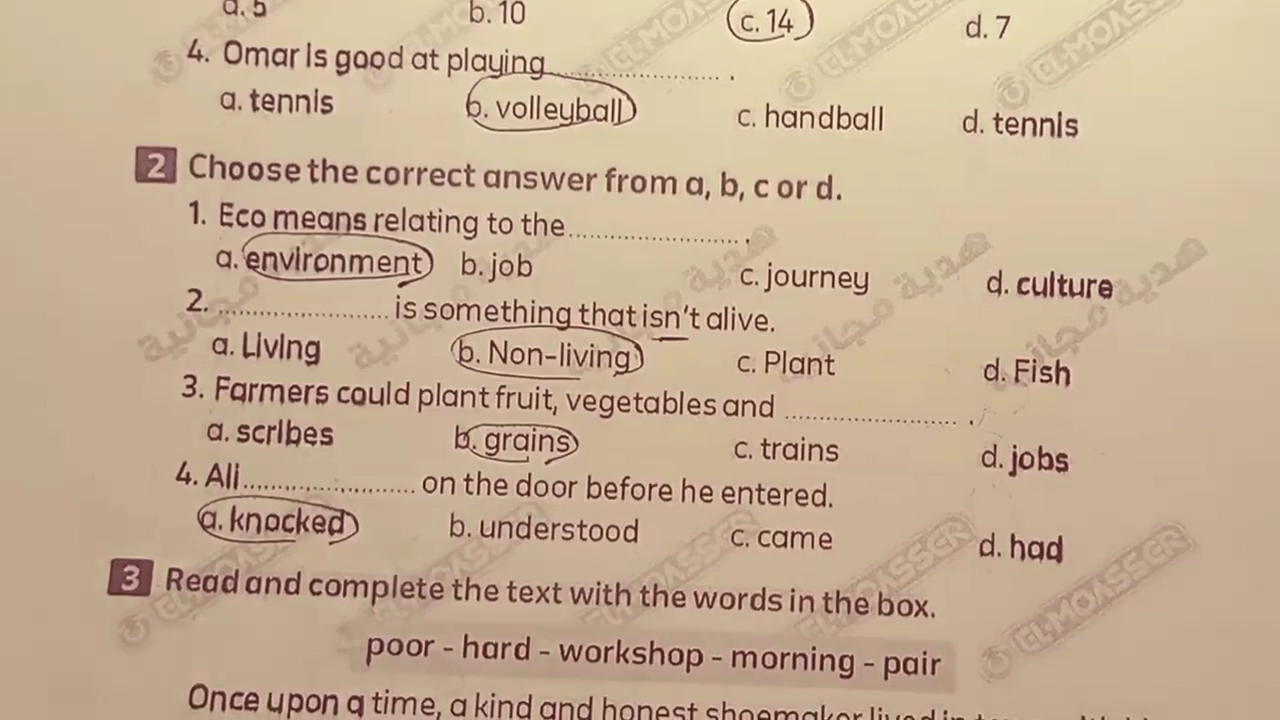 a. 5 b. 10 c. 14 d. 7
4. Omar is good at playing ........................ .
a. tennis b. volleyball c. handball d. tennis
2 Choose the correct answer from a, b, c or d.
1. Eco means relating to the ........................ .
a. environment b. job c. journey d. culture
2. ........................ is something that isn't alive.
a. Living b. Non-living c. Plant d. Fish
3. Farmers could plant fruit, vegetables and ........................ .
a. scribes b. grains c. trains d. jobs
4. Ali ........................ on the door before he entered.
a. knocked b. understood c. came d. had
3 Read and complete the text with the words in the box.
poor - hard - workshop - morning - pair
Once upon a time, a kind and honest shoemaker lived in